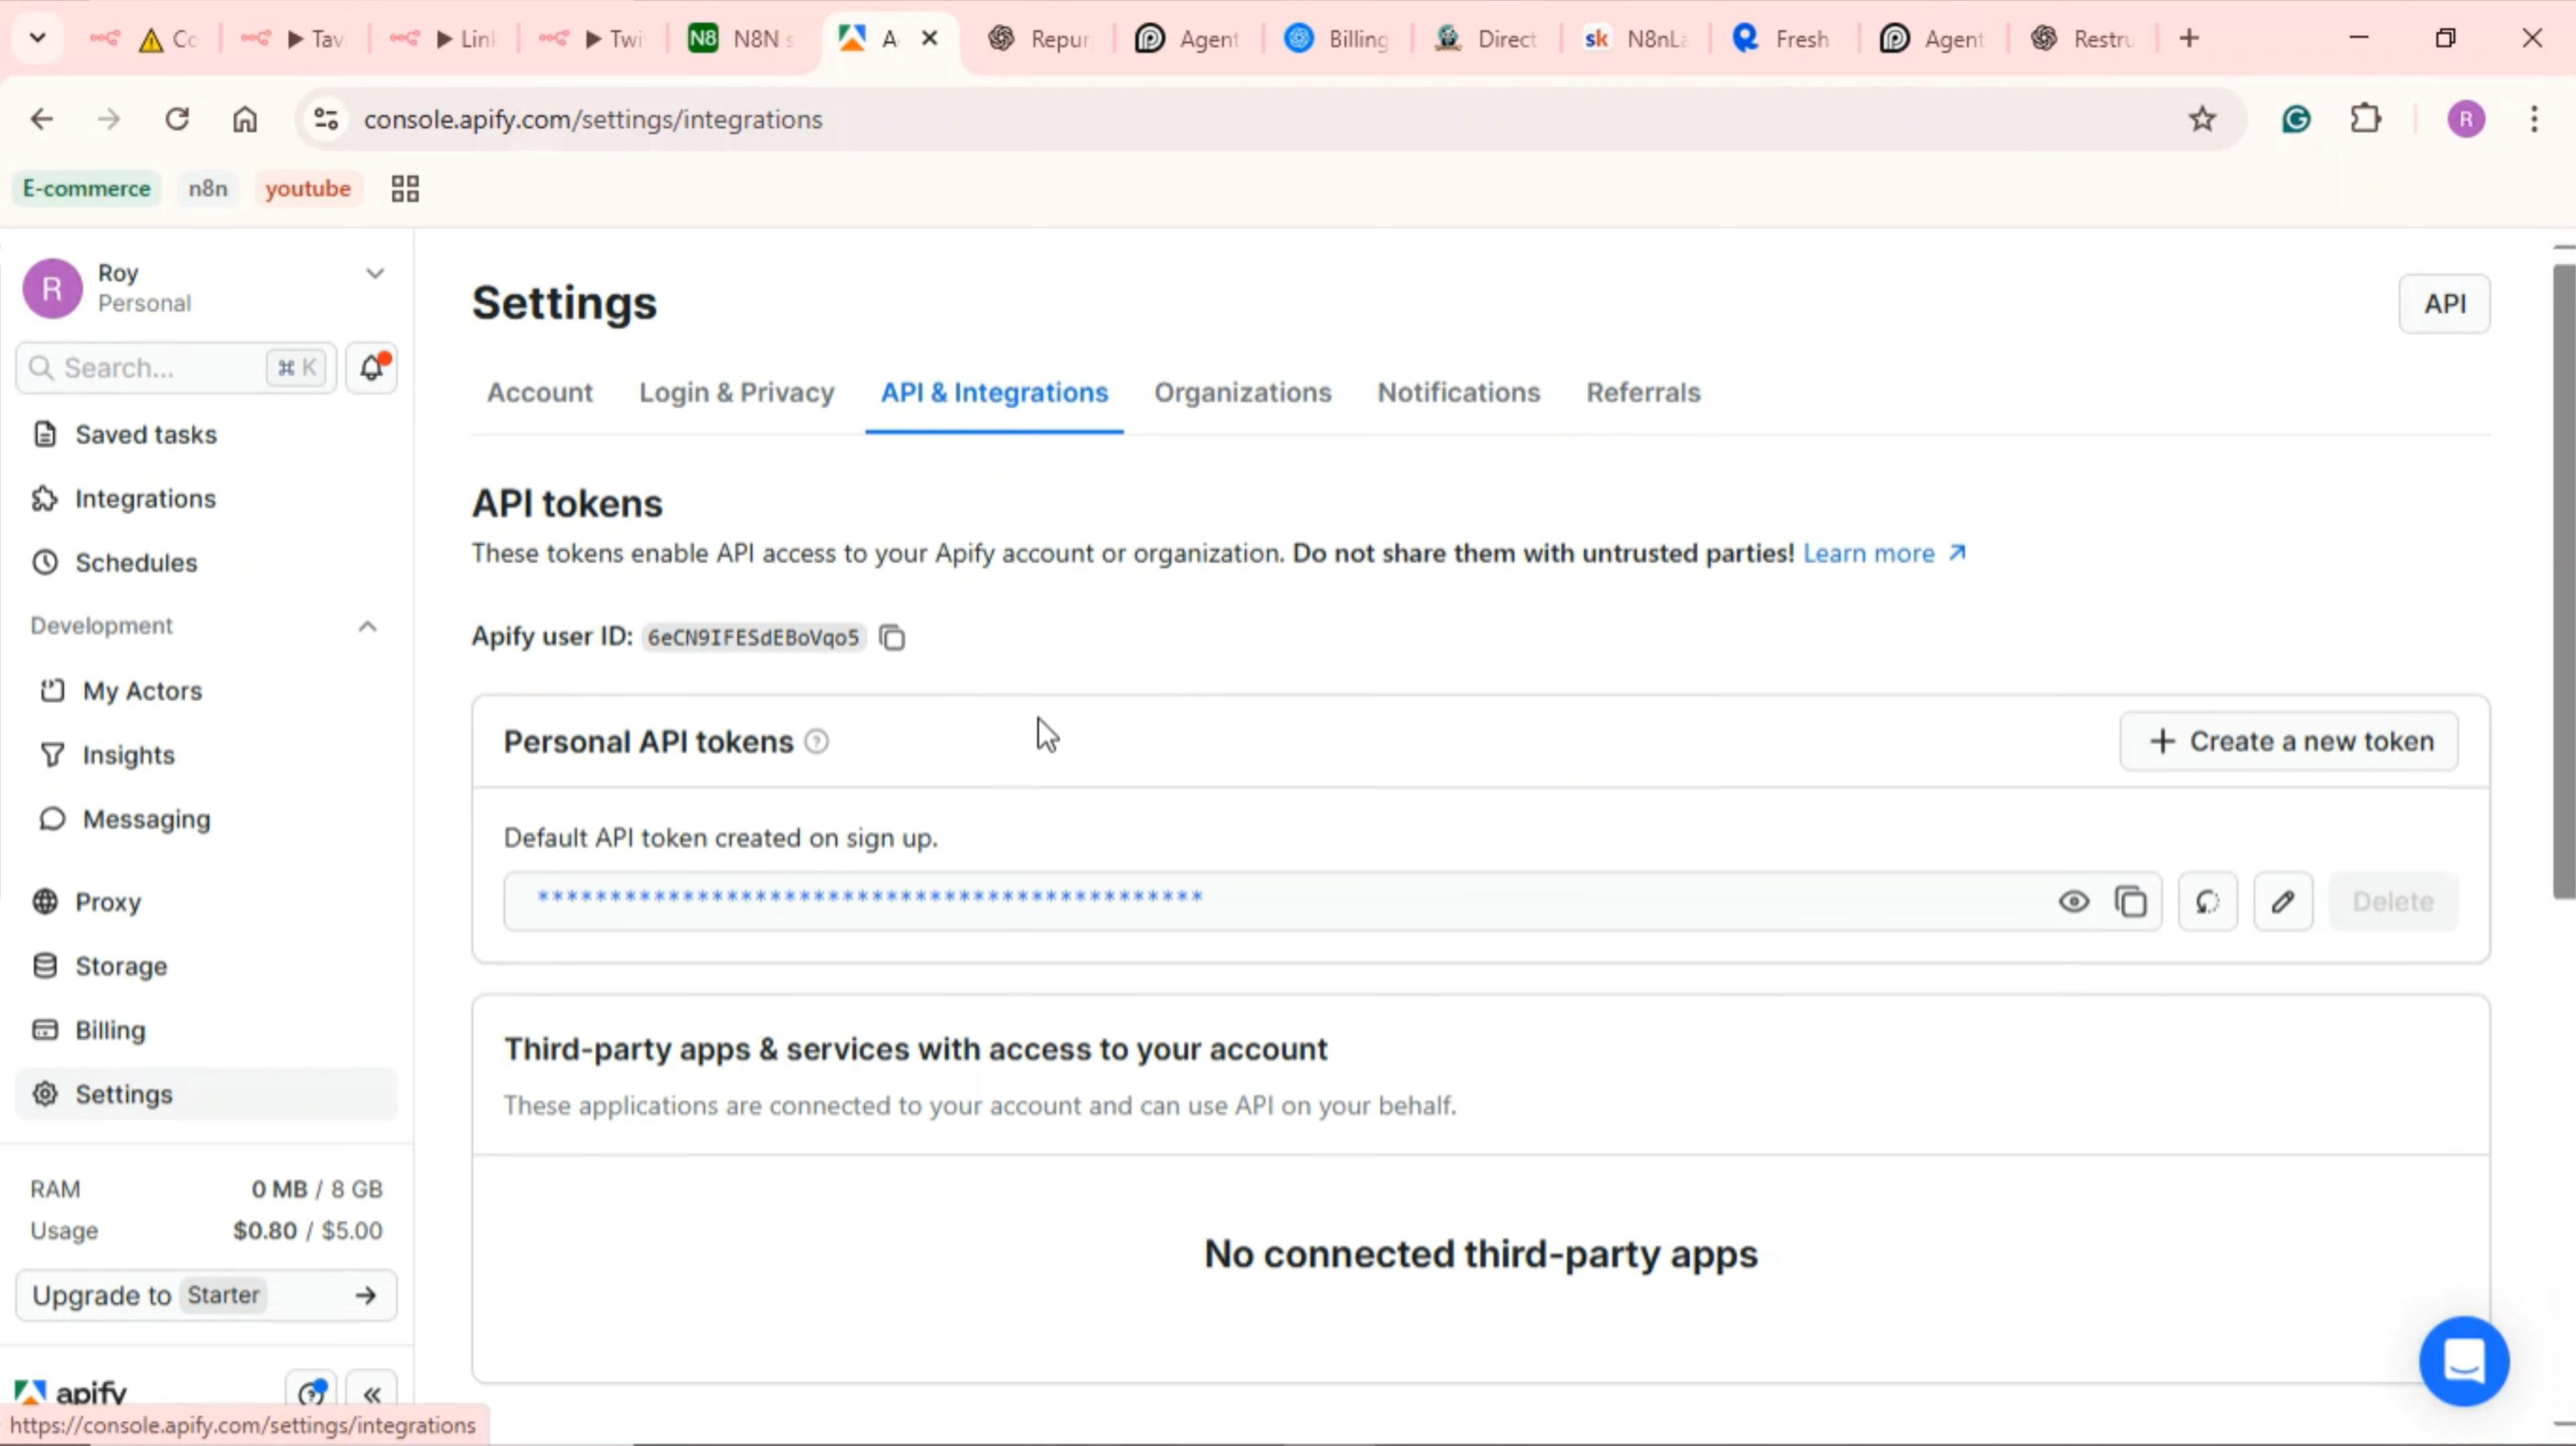 Co
Tav
Link
Twi
N8
N8N s
A
Repur
Agent
Billing
Direct
sk
N8nLa
Fresh
Agent
Restru
console.apify.com/settings/integrations
R
E-commerce
n8n
youtube
R
Roy
Personal
Search...
⌘ K
Saved tasks
Integrations
Schedules
Development
My Actors
Insights
Messaging
Proxy
Storage
Billing
Settings
RAM 0 MB / 8 GB
Usage $0.80 / $5.00
Upgrade to Starter
apify
https://console.apify.com/settings/integrations
Settings
API
Account Login & Privacy API & Integrations Organizations Notifications Referrals
API tokens
These tokens enable API access to your Apify account or organization. Do not share them with untrusted parties! Learn more
Apify user ID: 6eCN9IFESdEBoVqo5
Personal API tokens
Create a new token
Default API token created on sign up.
**********************************************
Delete
Third-party apps & services with access to your account
These applications are connected to your account and can use API on your behalf.
No connected third-party apps